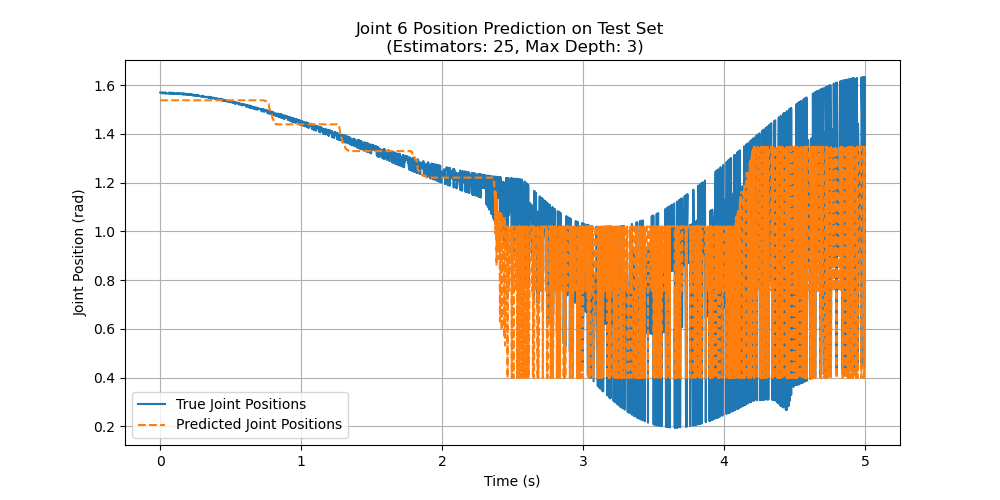 Joint 6 Position Prediction on Test Set
(Estimators: 25, Max Depth: 3)
Joint Position (rad)
1.6
1.4
1.2
1.0
0.8
0.6
0.4
0.2
True Joint Positions
Predicted Joint Positions
0 1 2 3 4 5
Time (s)